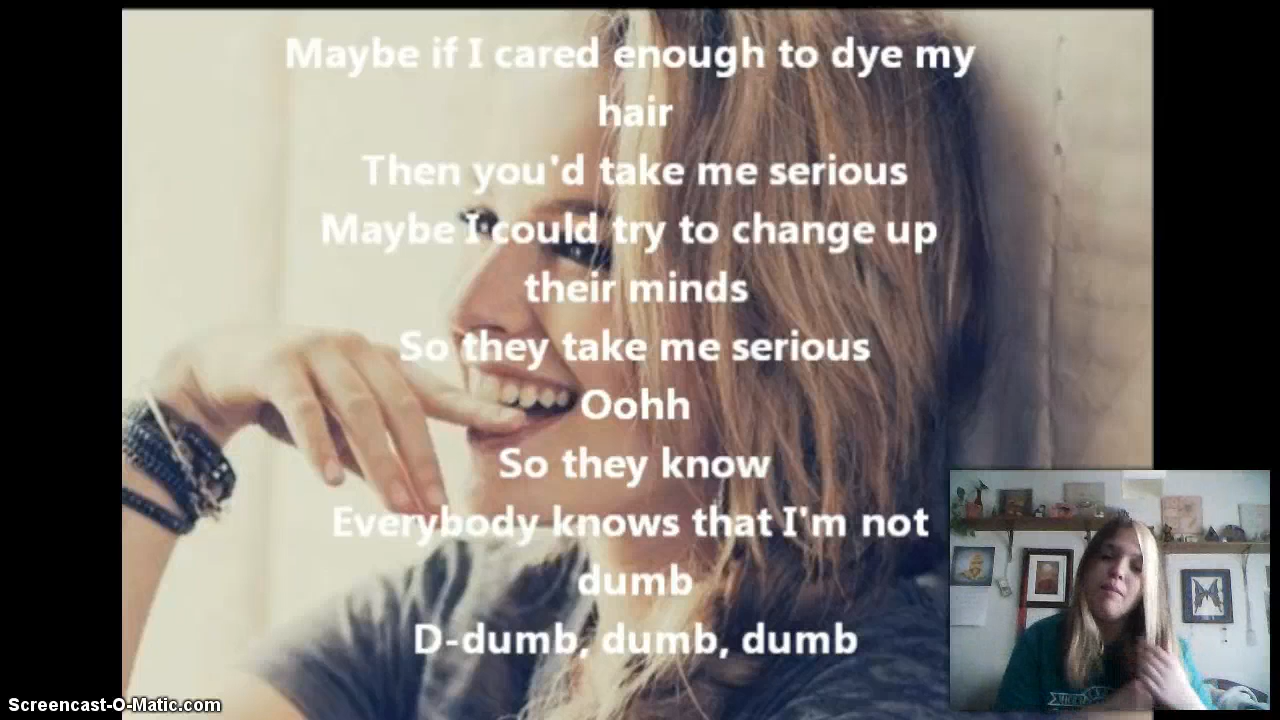 Maybe if I cared enough to dye my
hair
Then you'd take me serious
Maybe I could try to change up
their minds
So they take me serious
Oohh
So they know
Everybody knows that I'm not
dumb
D-dumb, dumb, dumb
Screencast-O-Matic.com